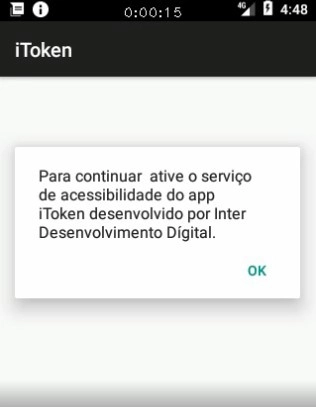 0:00:15
4G
4:48
iToken
Para continuar  ative o serviço
de acessibilidade do app
iToken desenvolvido por Inter
Desenvolvimento Dígital.
OK